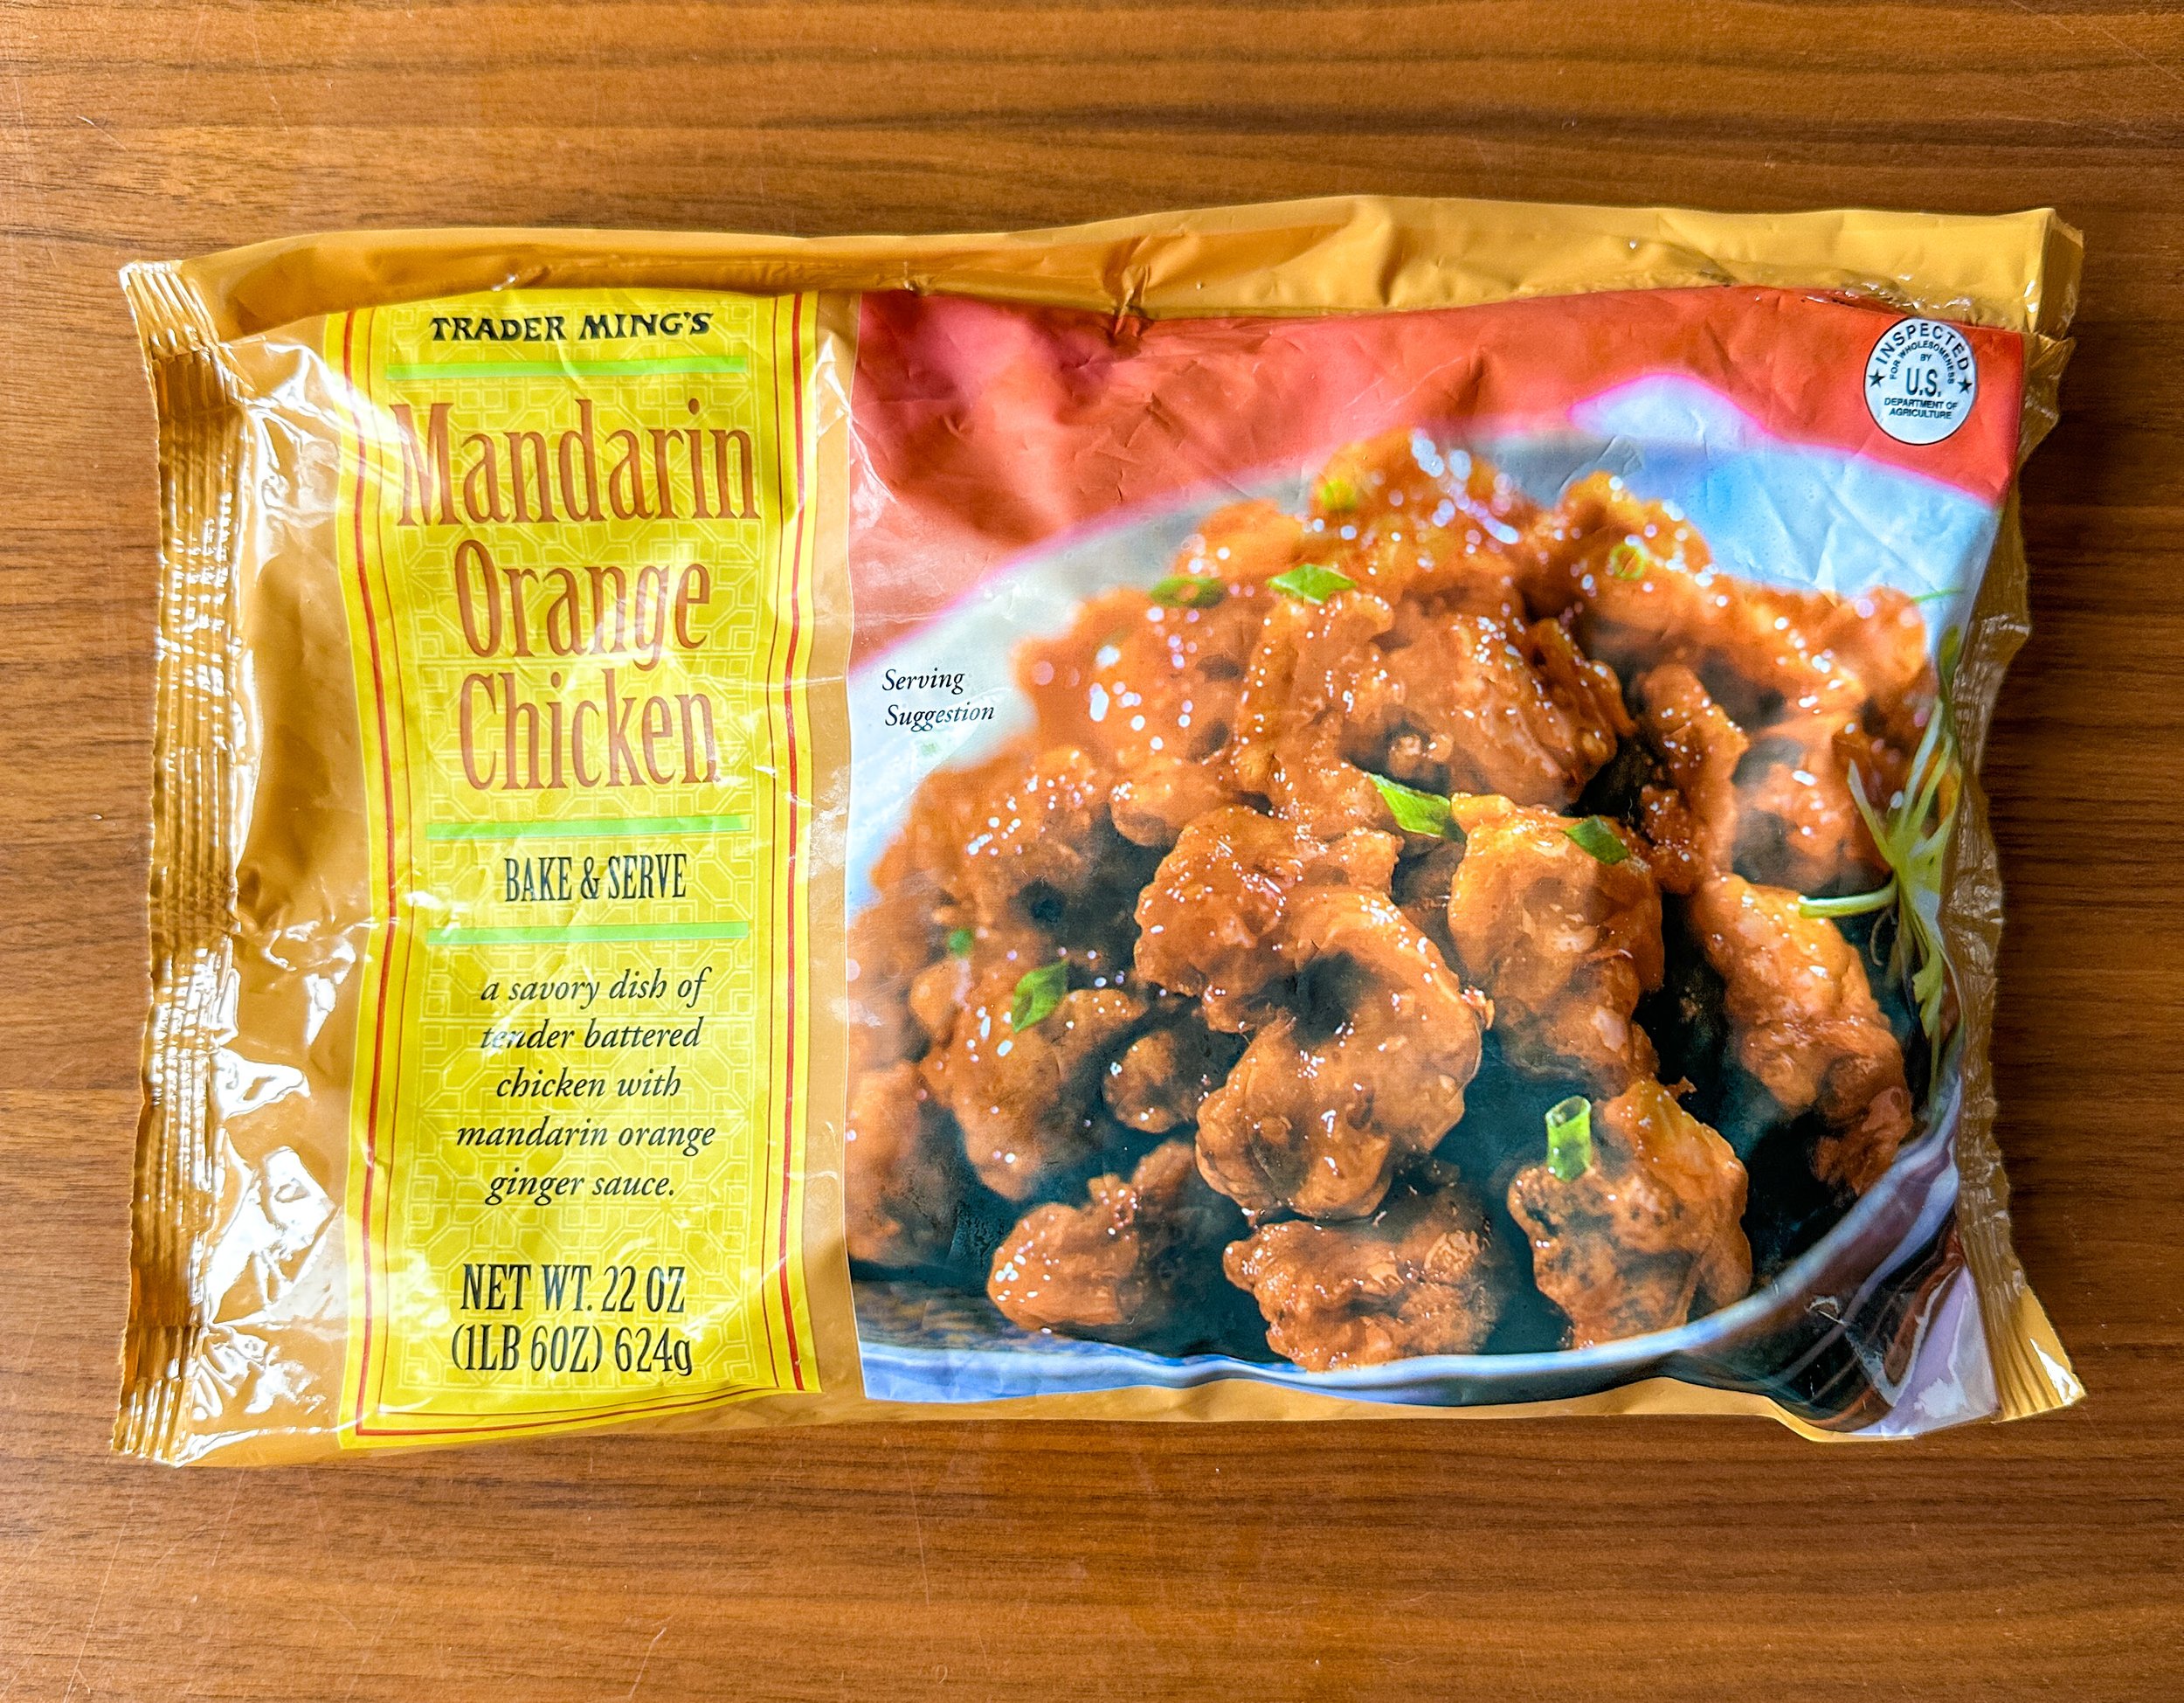 TRADER MING'S
Mandarin
Orange
Chicken
BAKE & SERVE
a savory dish of
tender battered
chicken with
mandarin orange
ginger sauce.
NET WT. 22 OZ
(1LB 6OZ) 624g
Serving
Suggestion
INSPECTED
FOR WHOLESOMENESS
BY
U.S.
DEPARTMENT OF
AGRICULTURE